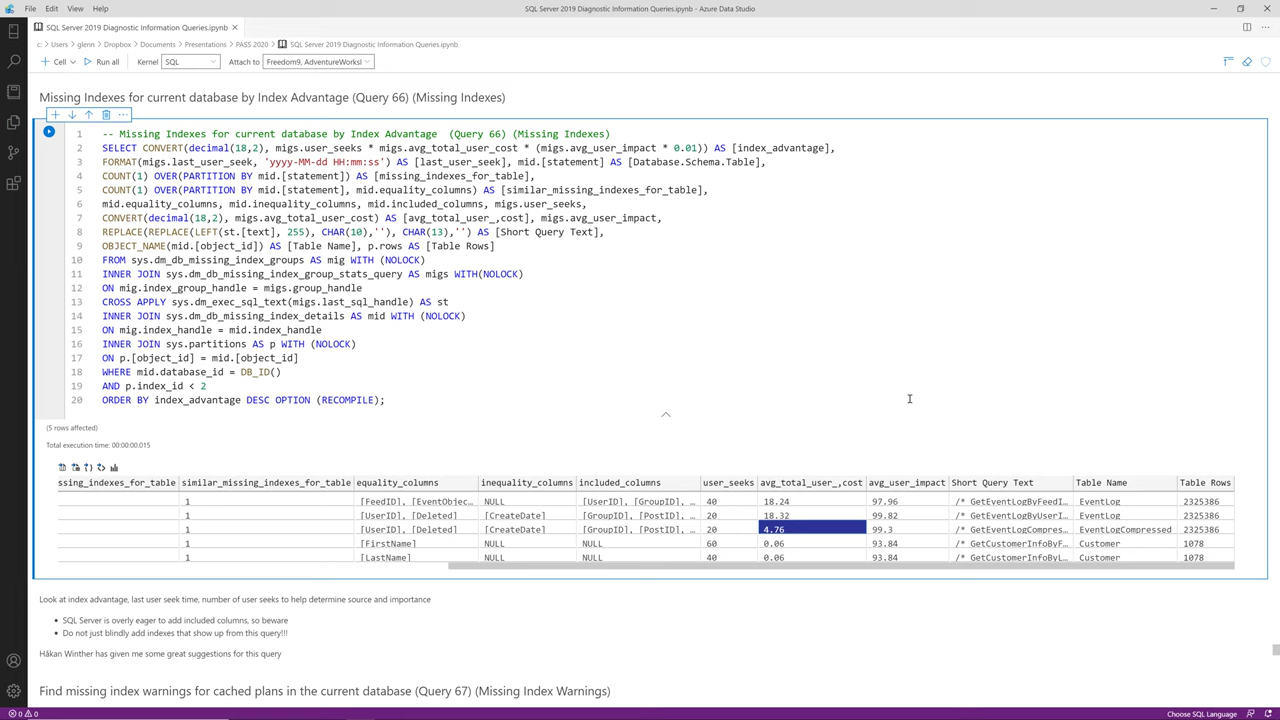 File Edit View Help
SQL Server 2019 Diagnostic Information Queries.ipynb - Azure Data Studio
SQL Server 2019 Diagnostic Information Queries.ipynb
c: > Users > glenn > Dropbox > Documents > Presentations > PASS 2020 > SQL Server 2019 Diagnostic Information Queries.ipynb
Cell Run all Kernel SQL Attach to Freedom9, AdventureWorksl
Missing Indexes for current database by Index Advantage (Query 66) (Missing Indexes)
1 -- Missing Indexes for current database by Index Advantage  (Query 66) (Missing Indexes)
2 SELECT CONVERT(decimal(18,2), migs.user_seeks * migs.avg_total_user_cost * (migs.avg_user_impact * 0.01)) AS [index_advantage],
3 FORMAT(migs.last_user_seek, 'yyyy-MM-dd HH:mm:ss') AS [last_user_seek], mid.[statement] AS [Database.Schema.Table],
4 COUNT(1) OVER(PARTITION BY mid.[statement]) AS [missing_indexes_for_table],
5 COUNT(1) OVER(PARTITION BY mid.[statement], mid.equality_columns) AS [similar_missing_indexes_for_table],
6 mid.equality_columns, mid.inequality_columns, mid.included_columns, migs.user_seeks,
7 CONVERT(decimal(18,2), migs.avg_total_user_cost) AS [avg_total_user_,cost], migs.avg_user_impact,
8 REPLACE(REPLACE(LEFT(st.[text], 255), CHAR(10),''), CHAR(13),'') AS [Short Query Text],
9 OBJECT_NAME(mid.[object_id]) AS [Table Name], p.rows AS [Table Rows]
10 FROM sys.dm_db_missing_index_groups AS mig WITH (NOLOCK)
11 INNER JOIN sys.dm_db_missing_index_group_stats_query AS migs WITH(NOLOCK)
12 ON mig.index_group_handle = migs.group_handle
13 CROSS APPLY sys.dm_exec_sql_text(migs.last_sql_handle) AS st
14 INNER JOIN sys.dm_db_missing_index_details AS mid WITH (NOLOCK)
15 ON mig.index_handle = mid.index_handle
16 INNER JOIN sys.partitions AS p WITH (NOLOCK)
17 ON p.[object_id] = mid.[object_id]
18 WHERE mid.database_id = DB_ID()
19 AND p.index_id < 2
20 ORDER BY index_advantage DESC OPTION (RECOMPILE);
(5 rows affected)
Total execution time: 00:00:00.015
ssing_indexes_for_table similar_missing_indexes_for_table equality_columns inequality_columns included_columns user_seeks avg_total_user_,cost avg_user_impact Short Query Text Table Name Table Rows
1 [FeedID], [EventObjec… NULL [UserID], [GroupID], … 40 18.24 97.96 /* GetEventLogByFeedI… EventLog 2325386
1 [UserID], [Deleted] [CreateDate] [GroupID], [PostID], … 20 18.32 99.82 /* GetEventLogByUserI… EventLog 2325386
1 [UserID], [Deleted] [CreateDate] [GroupID], [PostID], … 20 4.76 99.3 /* GetEventLogCompres… EventLogCompressed 2325386
1 [FirstName] NULL NULL 60 0.06 93.84 /* GetCustomerInfoByF… Customer 1078
1 [LastName] NULL NULL 40 0.06 93.84 /* GetCustomerInfoByL… Customer 1078
Look at index advantage, last user seek time, number of user seeks to help determine source and importance
• SQL Server is overly eager to add included columns, so beware
• Do not just blindly add indexes that show up from this query!!!
Håkan Winther has given me some great suggestions for this query
Find missing index warnings for cached plans in the current database (Query 67) (Missing Index Warnings)
0 0 Choose SQL Language